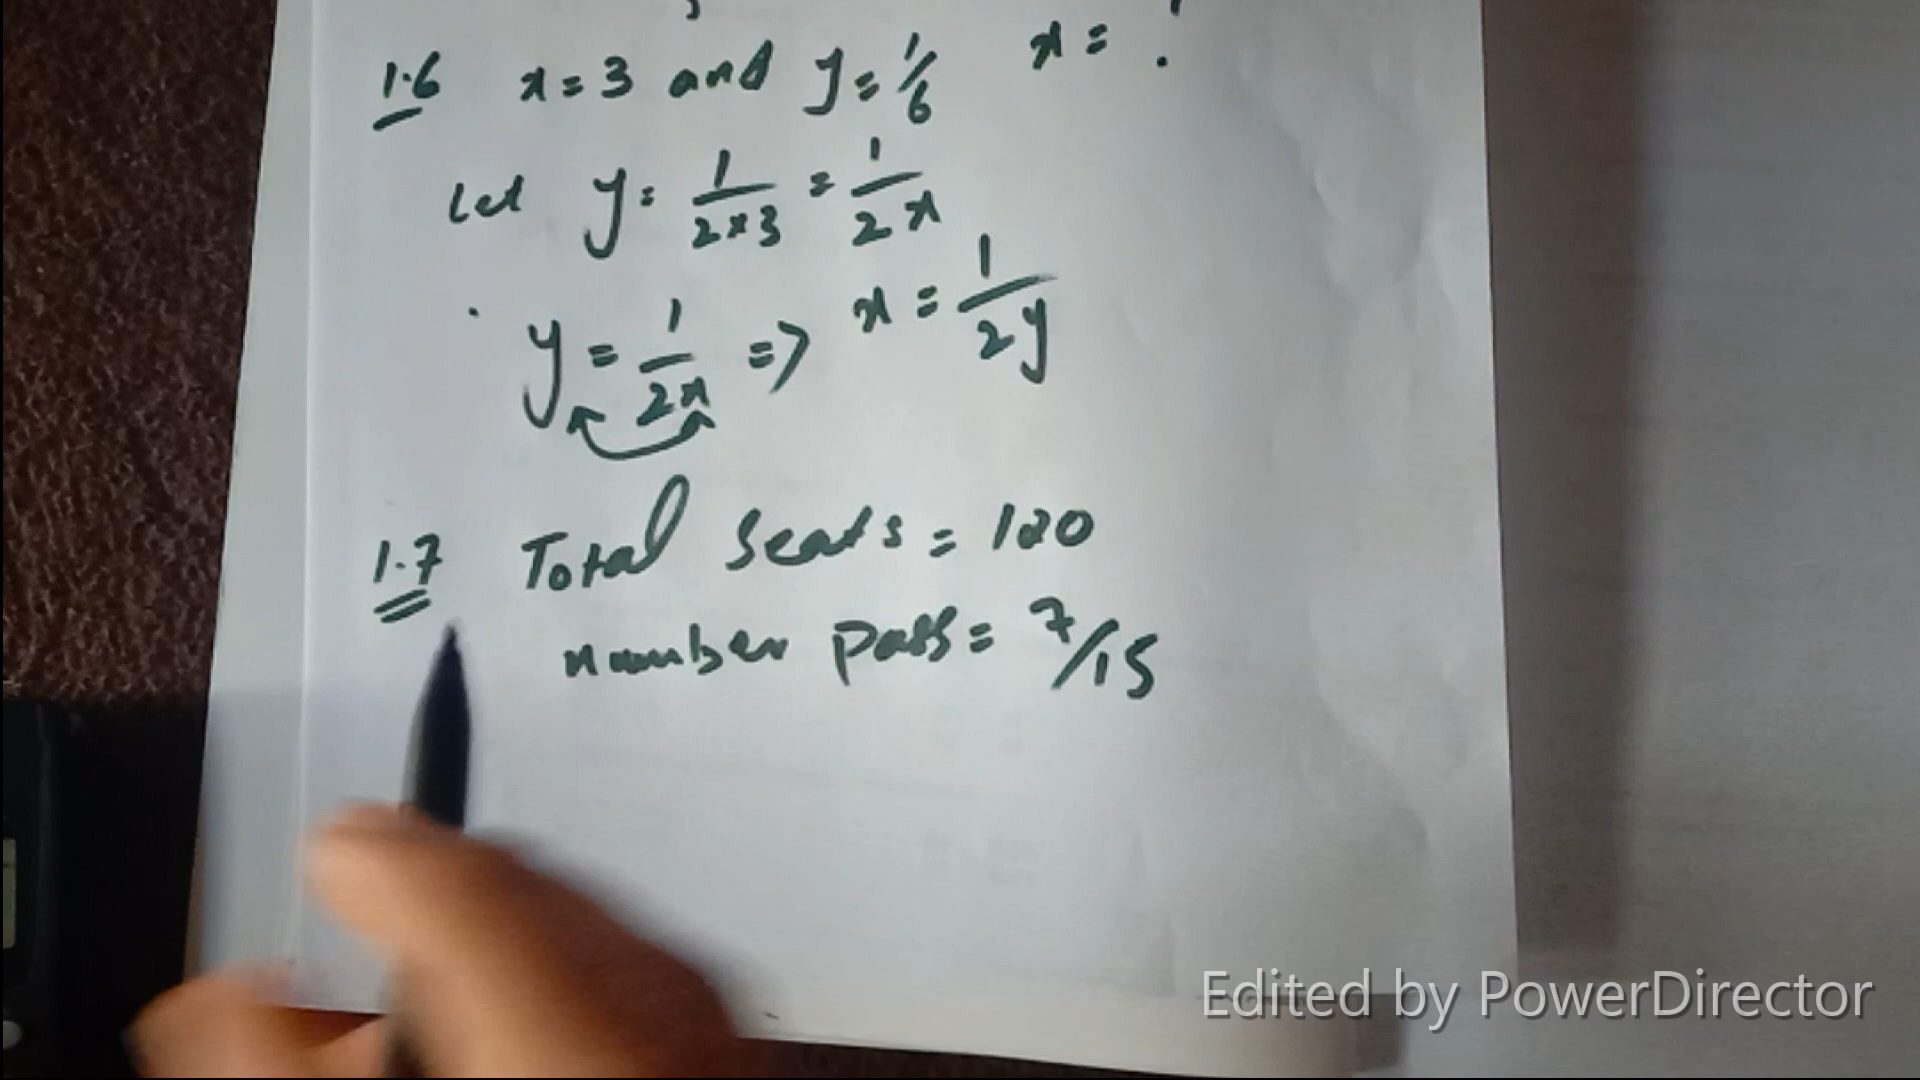 x = ?
1.6 x = 3 and y = 1/6
Let y = 1/(2×3) = 1/(2x)
y = 1/(2x) => x = 1/(2y)
1.7 Total Seats = 120
number pass = 7/15
Edited by PowerDirector